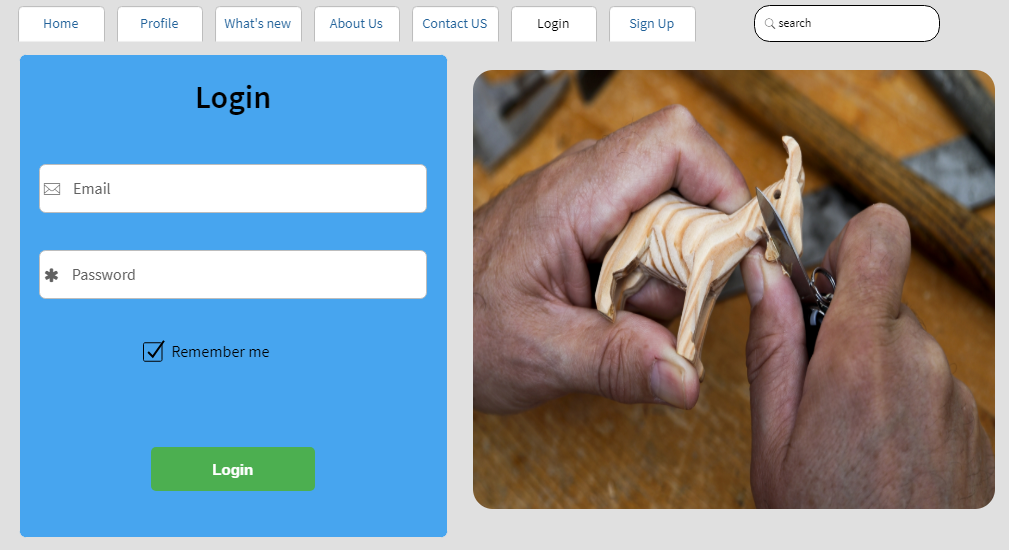 Home
Profile
What's new
About Us
Contact US
Login
Sign Up
search
Login
Email
Password
Remember me
Login